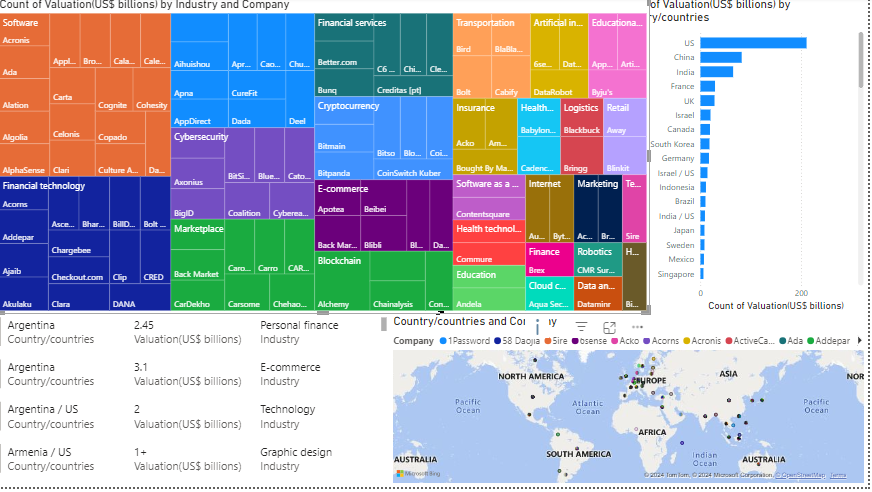 Count of Valuation(US$ billions) by Industry and Company
Software
Acronis
Appl...
Bro...
Cala...
Cale...
Ada
Alation
Carta
Cognite
Cohesity
Algolia
Celonis
Copado
AlphaSense
Clari
Culture A...
Da...
Financial technology
Acorns
Asce...
Bhar...
BillD...
Bolt ...
Addepar
Chargebee
Ajaib
Checkout.com
Clip
CRED
Akulaku
Clara
DANA
Aihuishou
Apr...
Cao...
Chu...
Apna
CureFit
AppDirect
Dada
Deel
Cybersecurity
Axonius
BitSi...
Blue...
Cato...
BigID
Coalition
Cyberea...
Marketplace
Back Market
Caro...
Carro
CAR...
CarDekho
Carsome
Chehao...
Financial services
Better.com
C6 ...
Chi...
Cle...
Bunq
Creditas [pt]
Cryptocurrency
Bitmain
Bitso
Blo...
Coi...
Bitpanda
CoinSwitch Kuber
E-commerce
Apotea
Beibei
Back Mar...
Blibli
Bl...
Da...
Blockchain
Alchemy
Chainalysis
Con...
Transportation
Bird
BlaBla...
Bolt
Cabify
Artificial in...
6se...
Dat...
DataRobot
Educationa...
App...
Arti...
Byju's
Insurance
Acko
Am...
Bought By Ma...
Health...
Babylon...
Cadenc...
Logistics
Blackbuck
Bringg
Retail
Away
Blinkit
Software as a ...
Contentsquare
Internet
Au...
Byt...
Marketing
Ac...
Br...
Te...
Sire
Health technol...
Commure
Finance
Brex
Robotics
CMR Sur...
H...
Bi...
Education
Andela
Cloud c...
Aqua Sec...
Data an...
Dataminr
of Valuation(US$ billions) by
ry/countries
US
China
India
France
UK
Israel
Canada
South Korea
Germany
Israel / US
Indonesia
Brazil
India / US
Japan
Sweden
Mexico
Singapore
0
200
Count of Valuation(US$ billions)
Argentina
2.45
Personal finance
Country/countries
Valuation(US$ billions)
Industry
Argentina
3.1
E-commerce
Country/countries
Valuation(US$ billions)
Industry
Argentina / US
2
Technology
Country/countries
Valuation(US$ billions)
Industry
Armenia / US
1+
Graphic design
Country/countries
Valuation(US$ billions)
Industry
Country/countries and Co
ny
Company
1Password
58 Daojia
5ire
6sense
Acko
Acorns
Acronis
ActiveCa...
Ada
Addepar
NORTH AMERICA
EUROPE
ASIA
NOR
Pacific
Ocean
Atlantic
Ocean
Pacific
Ocean
AFRICA
SOUTH AMERICA
Indian
Ocean
AUSTRALIA
AUSTRALIA
Microsoft Bing
© 2024 TomTom, © 2024 Microsoft Corporation, © OpenStreetMap Terms